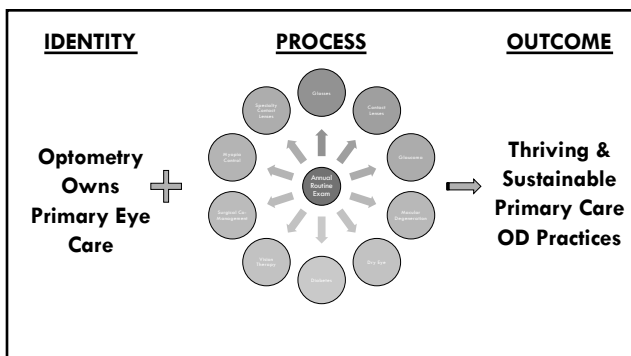 IDENTITY
PROCESS
OUTCOME
Optometry
Owns
Primary Eye
Care
Glasses
Contact
Lenses
Glaucoma
Macular
Degeneration
Dry Eye
Diabetes
Vision
Therapy
Surgical Co-
Management
Myopia
Control
Specialty
Contact
Lenses
Annual
Routine
Exam
Thriving &
Sustainable
Primary Care
OD Practices